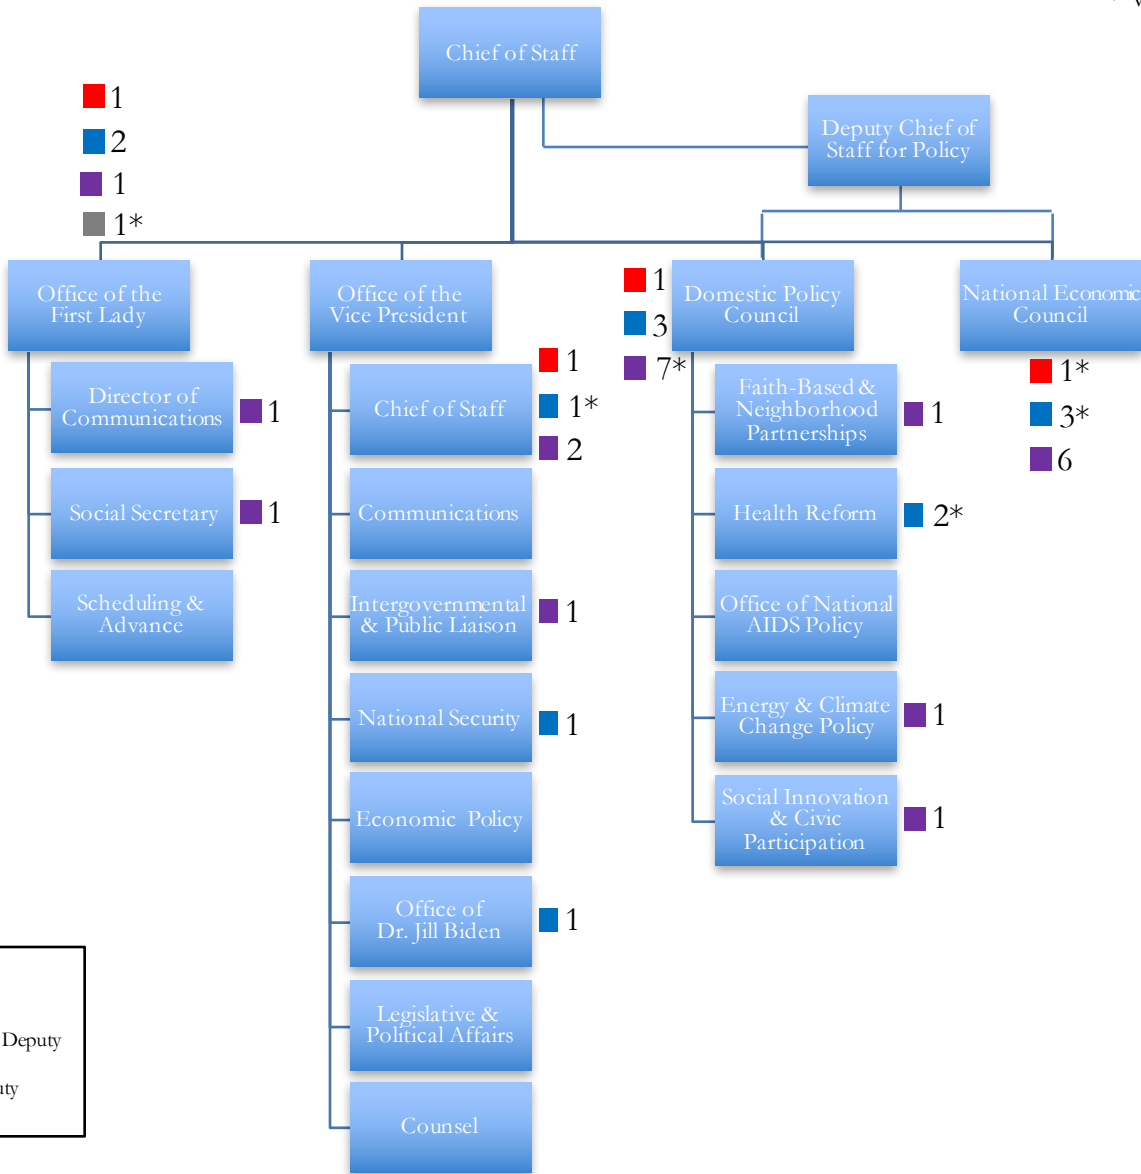 Chief of Staff
Deputy Chief of
Staff for Policy
1
2
1
1*
Office of the
First Lady
Director of
Communications
1
Social Secretary
1
Scheduling &
Advance
Office of the
Vice President
Chief of Staff
1
1*
2
Communications
Intergovernmental
& Public Liaison
1
National Security
1
Economic Policy
Office of
Dr. Jill Biden
1
Legislative &
Political Affairs
Counsel
Domestic Policy
Council
1
3
7*
Faith-Based &
Neighborhood
Partnerships
1
Health Reform
2*
Office of National
AIDS Policy
Energy & Climate
Change Policy
1
Social Innovation
& Civic
Participation
1
National Economic
Council
1*
3*
6
Deputy